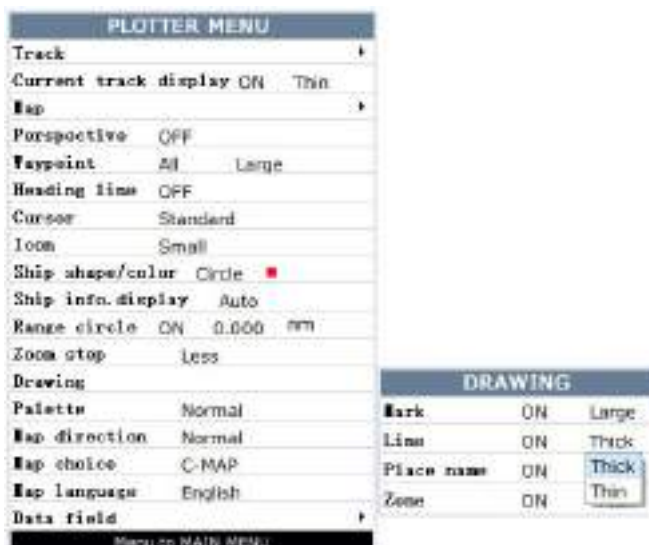 PLOTTER MENU
Track
Current track display ON Thin
Map
Perspective OFF
Waypoint All Large
Heading line OFF
Cursor Standard
Icon Small
Ship shape/color Circle
Ship info.display Auto
Range circle ON 0.000 nm
Zoom step Less
Drawing
Palette Normal
Map direction Normal
Map choice C-MAP
Map language English
Data field
Menu to MAIN MENU
DRAWING
Mark ON Large
Line ON Thick
Place name ON Thick
Thin
Zone ON